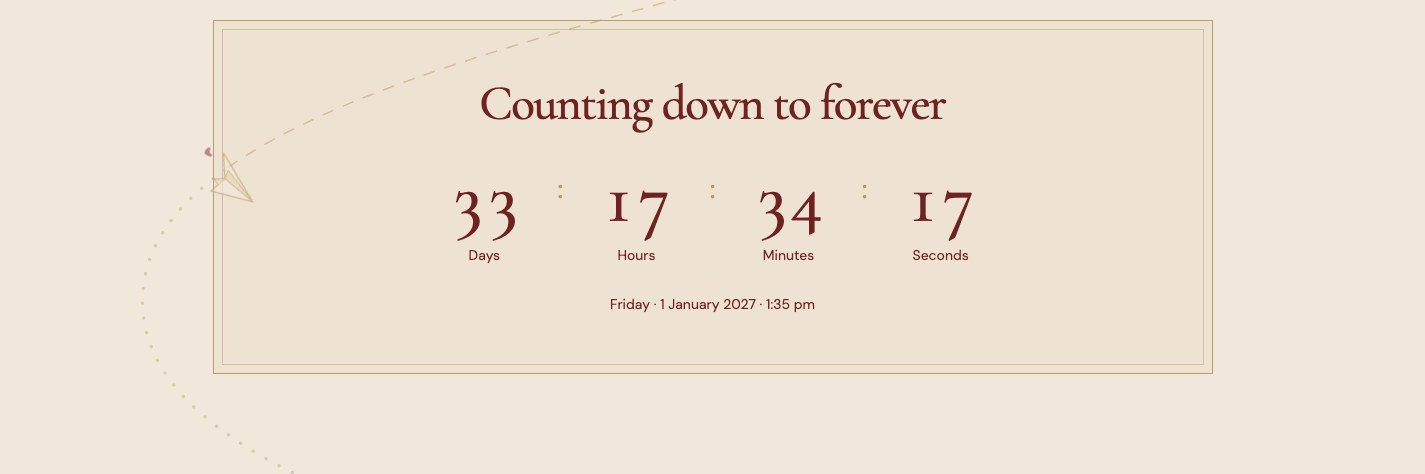 Counting down to forever
33 : 17 : 34 : 17
Days Hours Minutes Seconds
Friday · 1 January 2027 · 1:35 pm